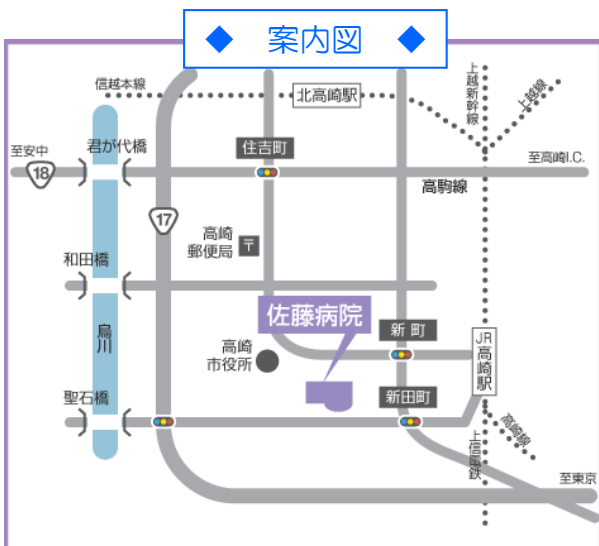 ◆ 案内図 ◆
信越本線
北高崎駅
上越新幹線
上越線
至安中
君が代橋
住吉町
至高崎I.C.
18
高駒線
17
高崎
郵便局
〒
和田橋
佐藤病院
新町
烏川
高崎
市役所
JR
高崎駅
聖石橋
新田町
高崎線
上信電鉄
至東京